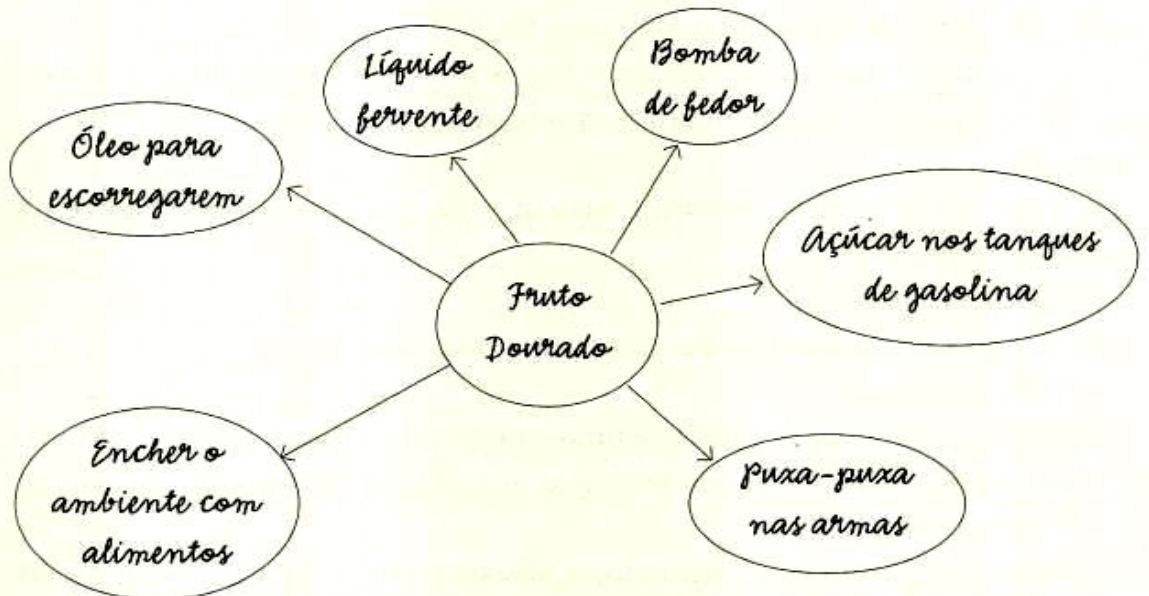 Líquido
fervente
Bomba
de fedor
Óleo para
escorregarem
Açúcar nos tanques
de gasolina
Fruto
Dourado
Encher o
ambiente com
alimentos
Puxa-puxa
nas armas